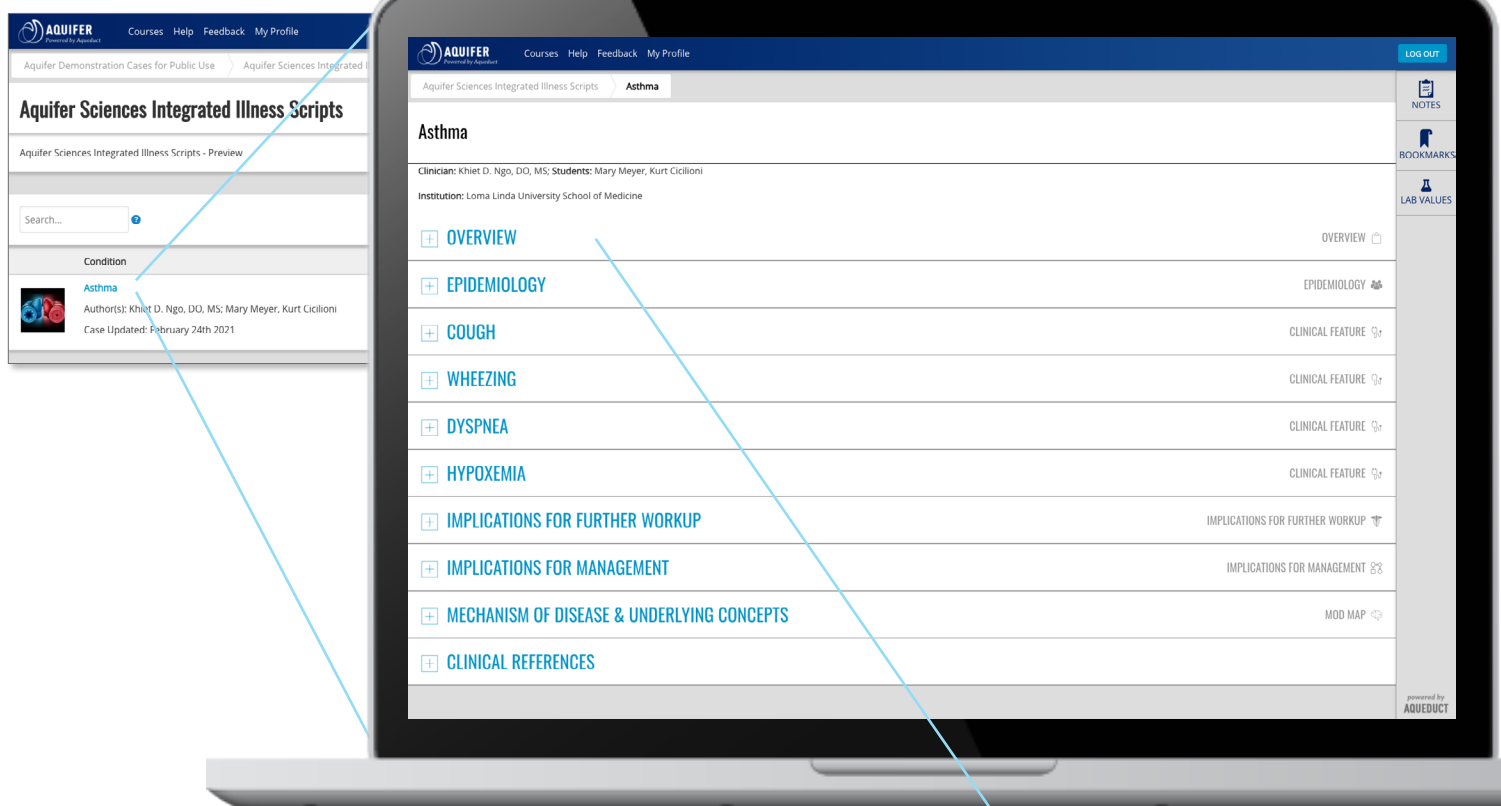 AQUIFER
Powered by Aqueduct
Courses Help Feedback My Profile
Aquifer Demonstration Cases for Public Use
Aquifer Sciences Integrated
Aquifer Sciences Integrated Illness Scripts
Aquifer Sciences Integrated Illness Scripts - Preview
Search...
?
Condition
Asthma
Author(s): Khiet D. Ngo, DO, MS; Mary Meyer, Kurt Cicilioni
Case Updated: February 24th 2021
AQUIFER
Powered by Aqueduct
Courses Help Feedback My Profile
LOG OUT
Aquifer Sciences Integrated Illness Scripts
Asthma
NOTES
BOOKMARKS
LAB VALUES
Asthma
Clinician: Khiet D. Ngo, DO, MS; Students: Mary Meyer, Kurt Cicilioni
Institution: Loma Linda University School of Medicine
OVERVIEW OVERVIEW
EPIDEMIOLOGY EPIDEMIOLOGY
COUGH CLINICAL FEATURE
WHEEZING CLINICAL FEATURE
DYSPNEA CLINICAL FEATURE
HYPOXEMIA CLINICAL FEATURE
IMPLICATIONS FOR FURTHER WORKUP IMPLICATIONS FOR FURTHER WORKUP
IMPLICATIONS FOR MANAGEMENT IMPLICATIONS FOR MANAGEMENT
MECHANISM OF DISEASE & UNDERLYING CONCEPTS MOD MAP
CLINICAL REFERENCES
powered by
AQUEDUCT